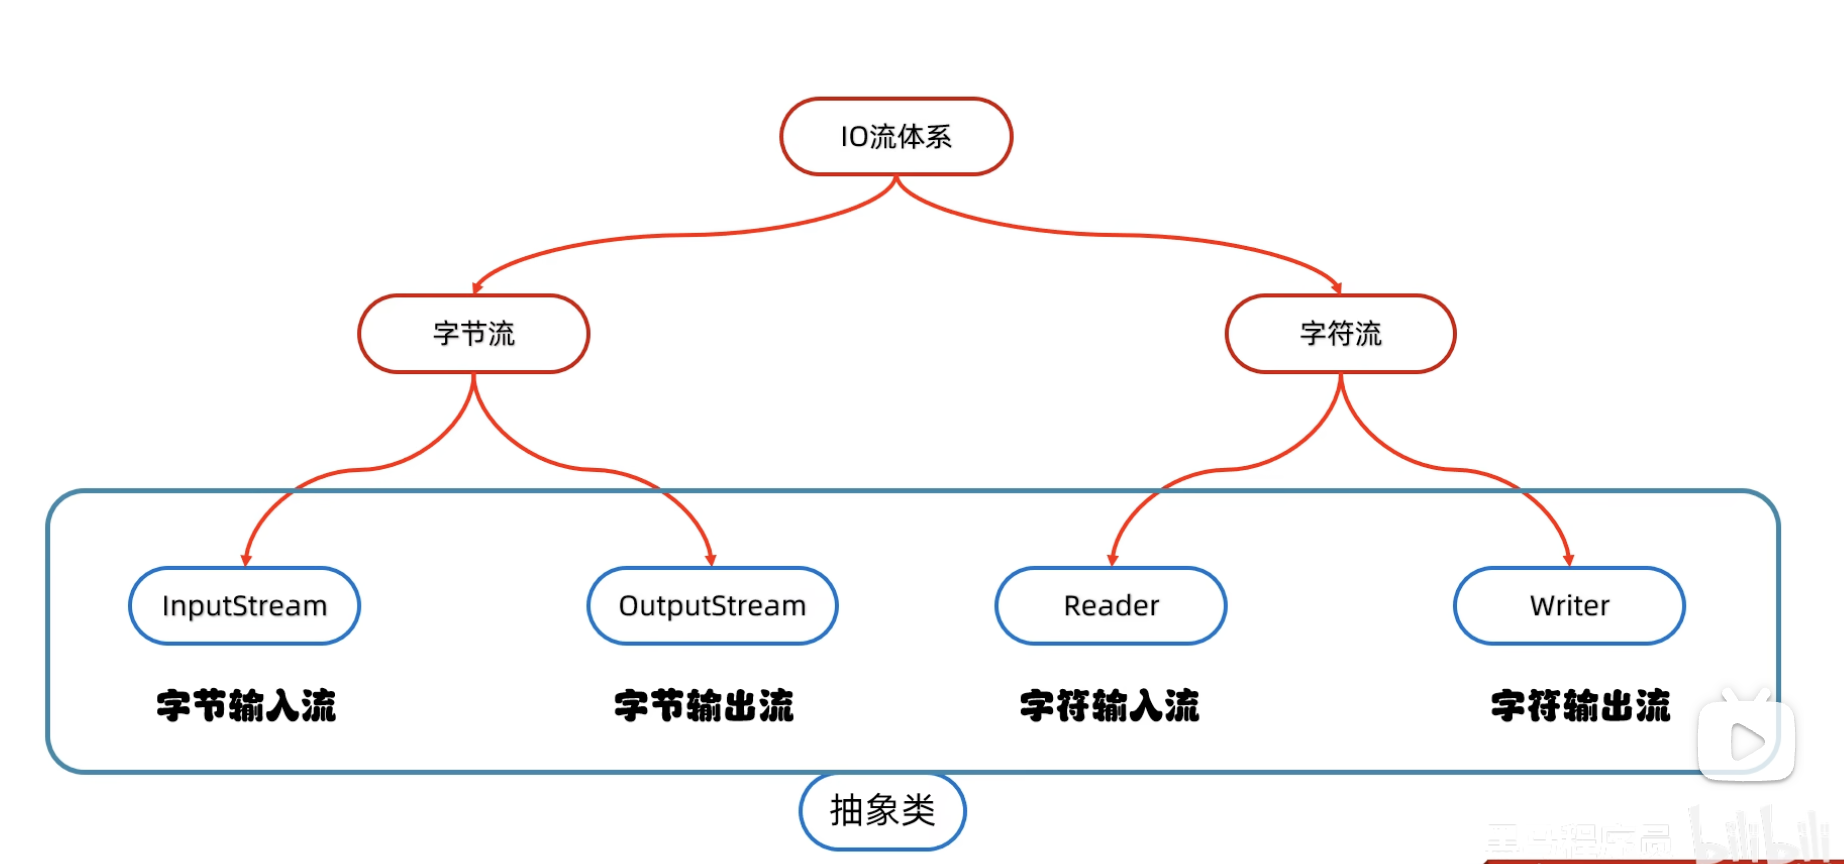 IO流体系
字节流
字符流
InputStream
OutputStream
Reader
Writer
字节输入流
字节输出流
字符输入流
字符输出流
抽象类
bilibili